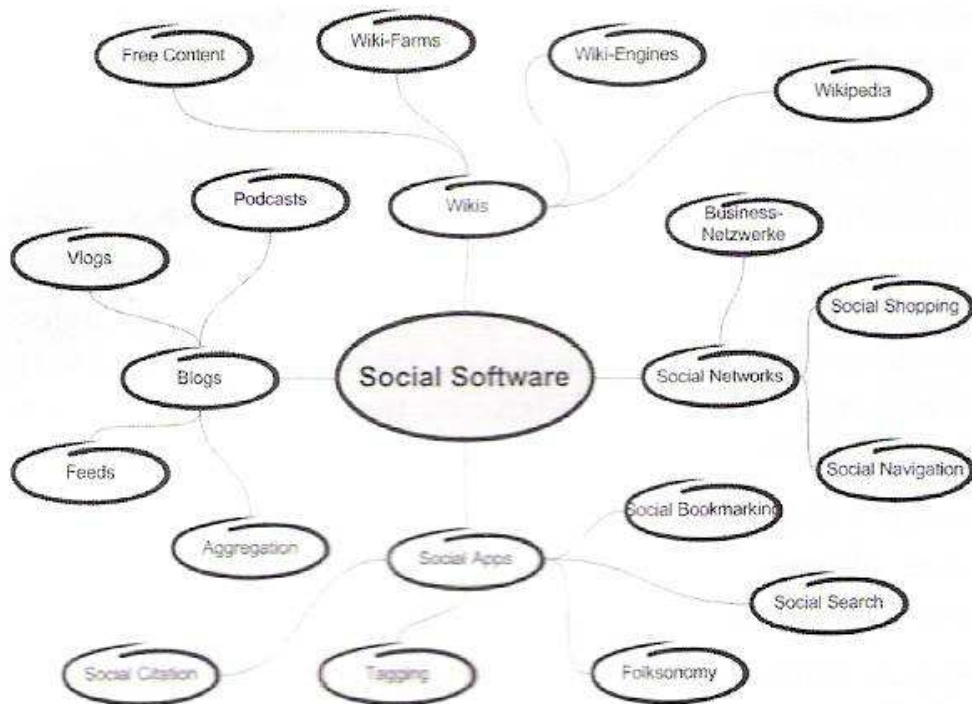 Free Content
Wiki-Farms
Wiki-Engines
Wikipedia
Podcasts
Wikis
Business-
Netzwerke
Vlogs
Social Shopping
Blogs
Social Software
Social Networks
Feeds
Social Navigation
Social Bookmarking
Aggregation
Social Apps
Social Search
Social Citation
Tagging
Folksonomy